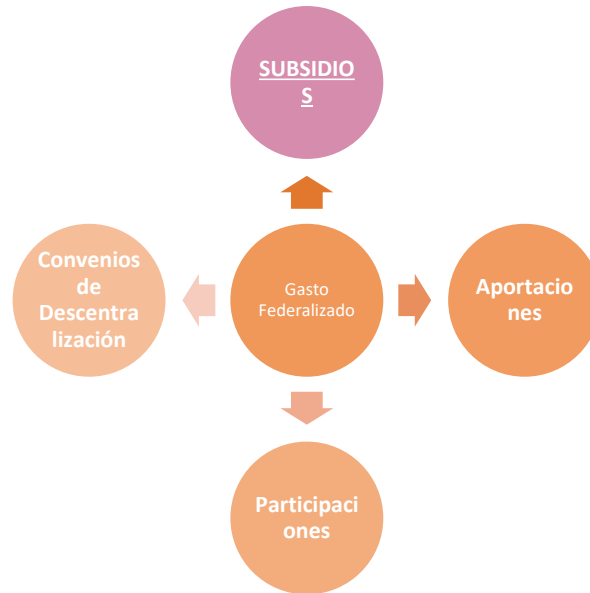 SUBSIDIO
S
Convenios
de
Descentra
lización
Gasto
Federalizado
Aportacio
nes
Participaci
ones